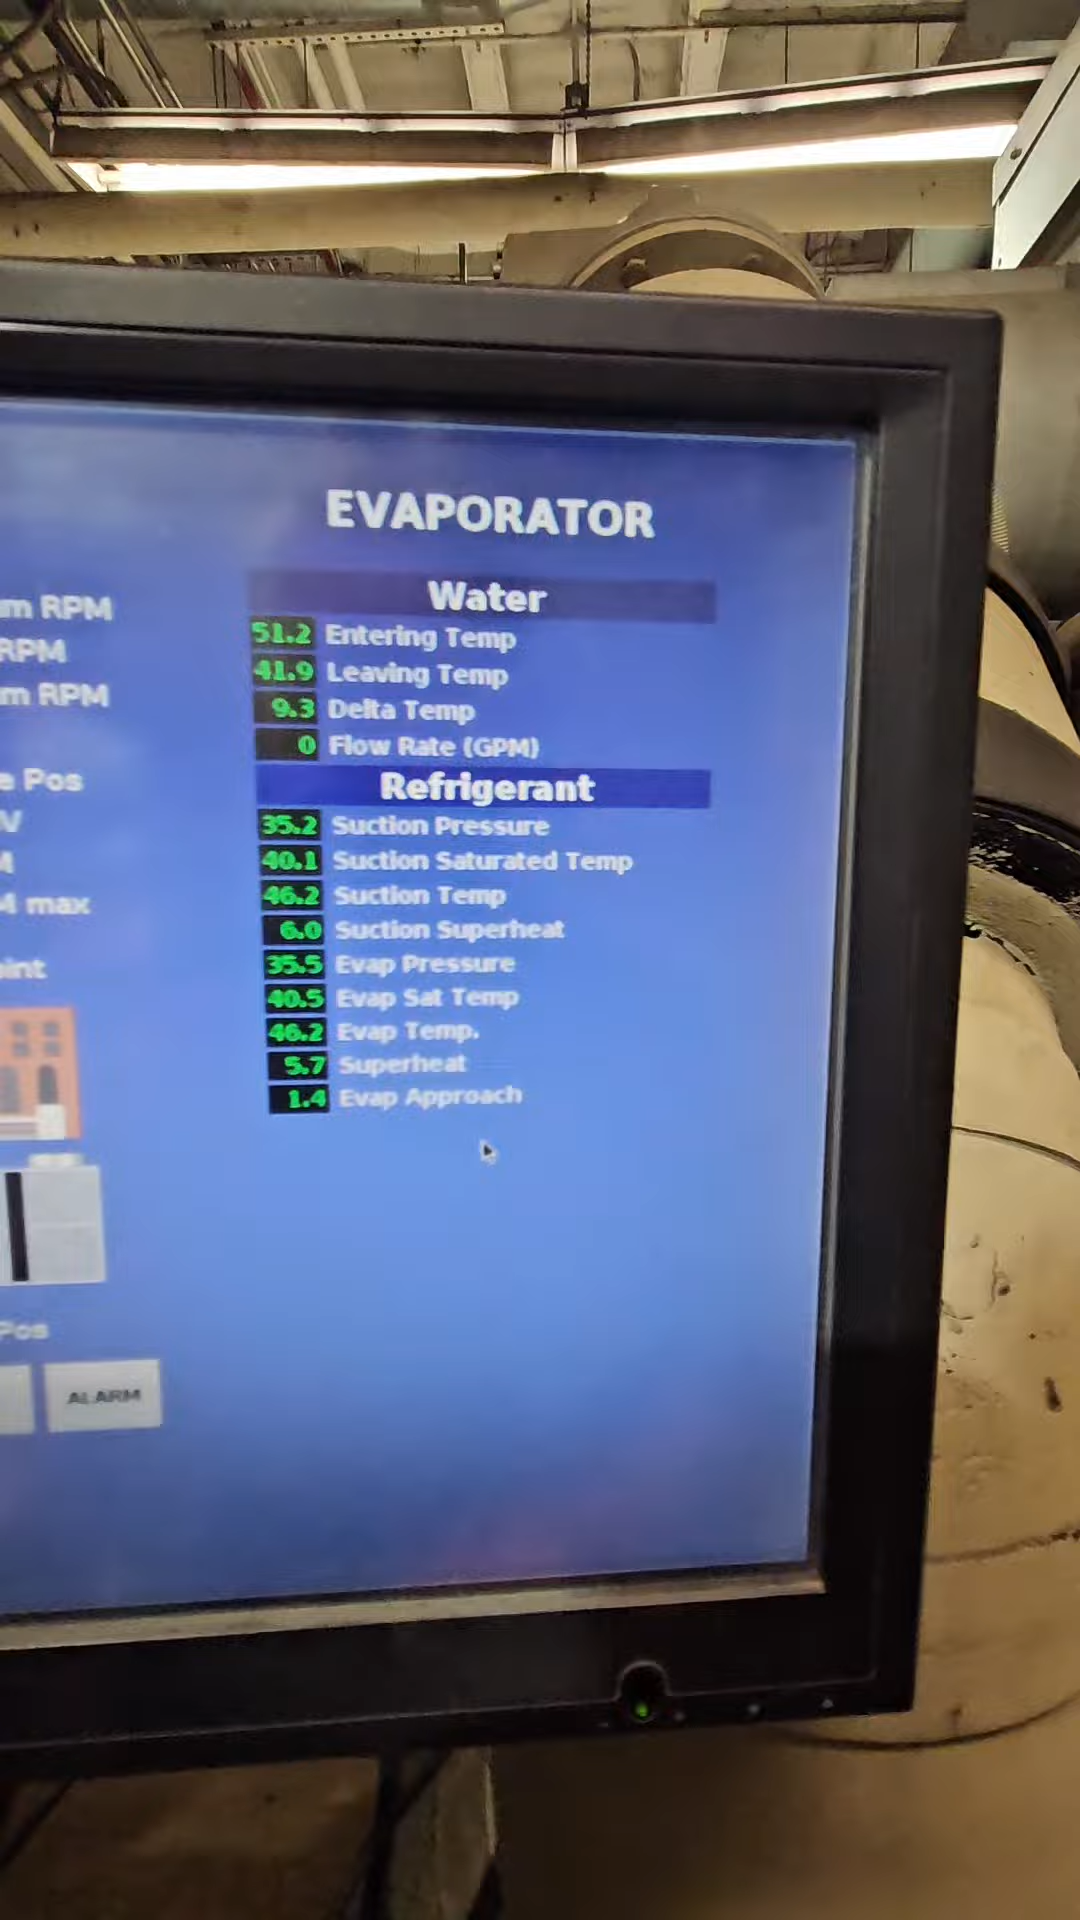 EVAPORATOR
Water
51.2 Entering Temp
41.9 Leaving Temp
9.3 Delta Temp
0 Flow Rate (GPM)
Refrigerant
35.2 Suction Pressure
40.1 Suction Saturated Temp
46.2 Suction Temp
6.0 Suction Superheat
35.5 Evap Pressure
40.5 Evap Sat Temp
46.2 Evap Temp.
5.7 Superheat
1.4 Evap Approach
m RPM
RPM
m RPM
e Pos
V
M max
int
Pos
ALARM